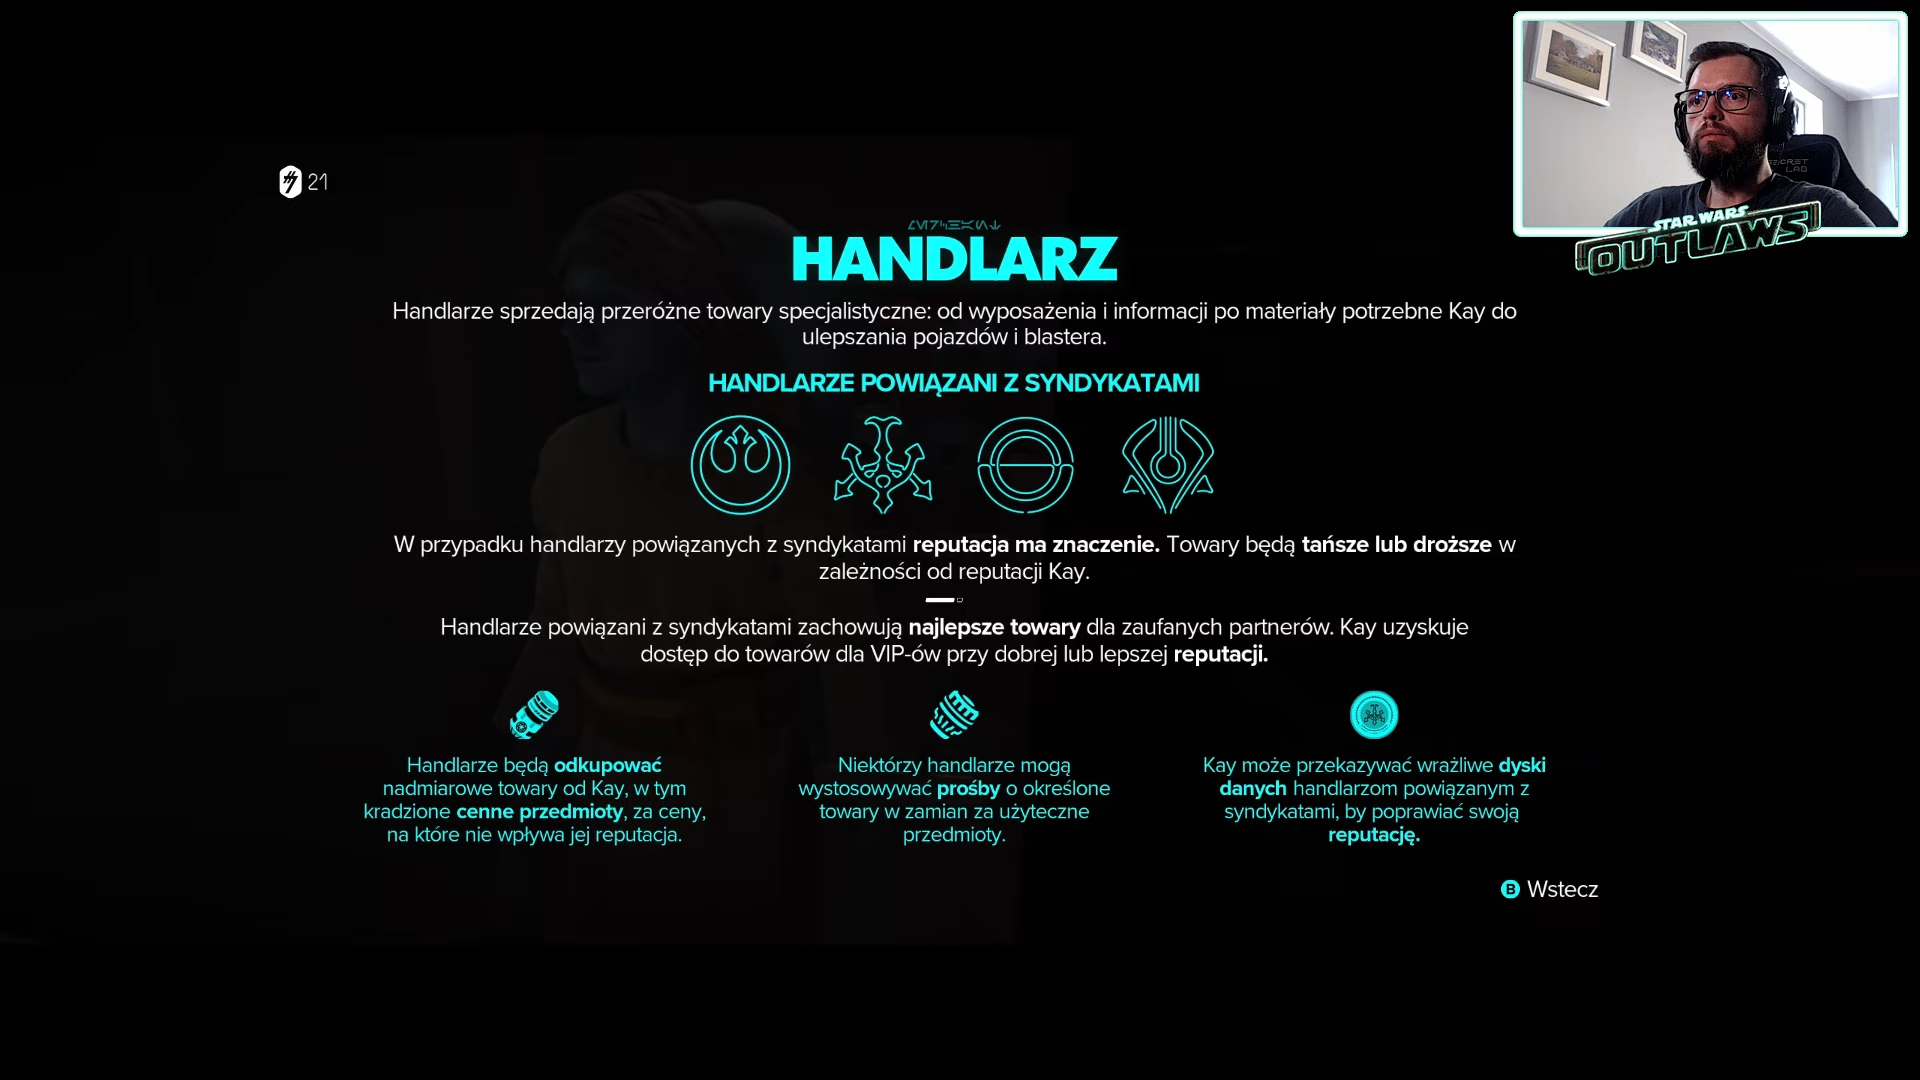 21
HANDLARZ
Handlarze sprzedają przeróżne towary specjalistyczne: od wyposażenia i informacji po materiały potrzebne Kay do
ulepszania pojazdów i blastera.
HANDLARZE POWIĄZANI Z SYNDYKATAMI
W przypadku handlarzy powiązanych z syndykatami reputacja ma znaczenie. Towary będą tańsze lub droższe w
zależności od reputacji Kay.
Handlarze powiązani z syndykatami zachowują najlepsze towary dla zaufanych partnerów. Kay uzyskuje
dostęp do towarów dla VIP-ów przy dobrej lub lepszej reputacji.
Handlarze będą odkupować
nadmiarowe towary od Kay, w tym
kradzione cenne przedmioty, za ceny,
na które nie wpływa jej reputacja.
Niektórzy handlarze mogą
wystosowywać prośby o określone
towary w zamian za użyteczne
przedmioty.
Kay może przekazywać wrażliwe dyski
danych handlarzom powiązanym z
syndykatami, by poprawiać swoją
reputację.
B Wstecz
SECRET
LAB
STAR WARS
OUTLAWS